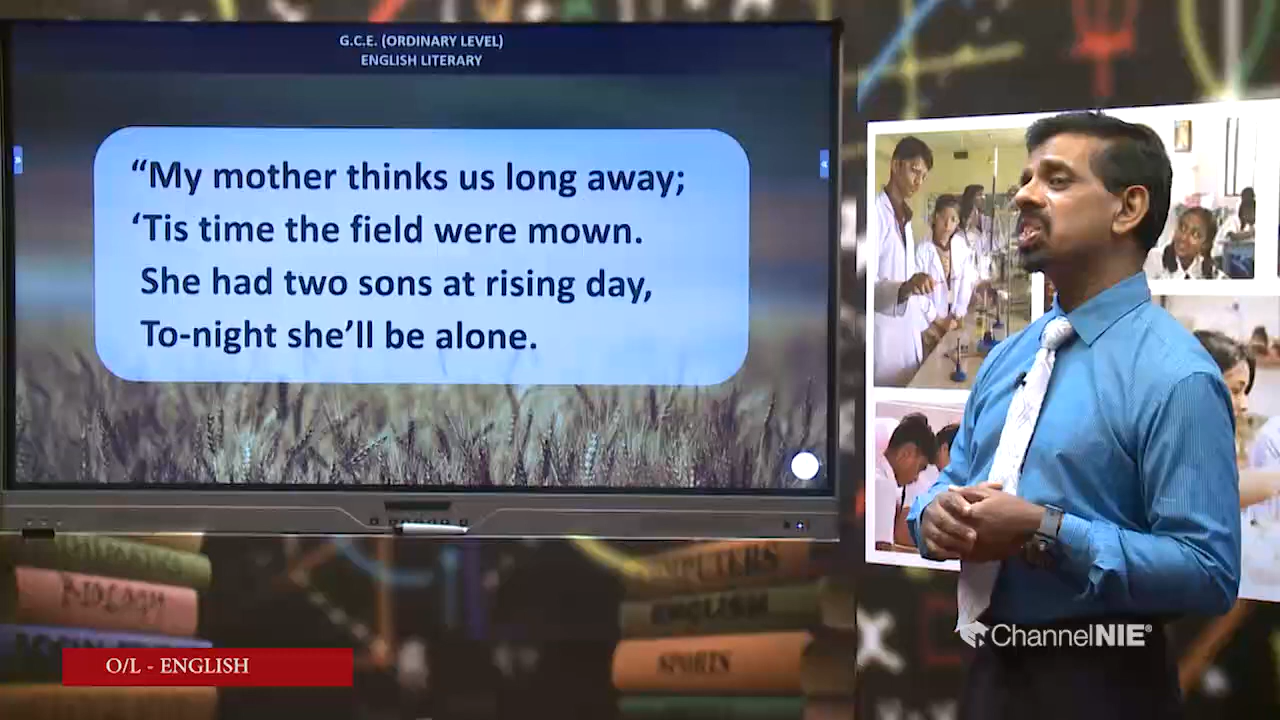 G.C.E. (ORDINARY LEVEL)
ENGLISH LITERARY
“My mother thinks us long away;
‘Tis time the field were mown.
She had two sons at rising day,
To-night she’ll be alone.
BIOLOGY
ENGLISH
SPORTS
O/L - ENGLISH
ChannelNIE®